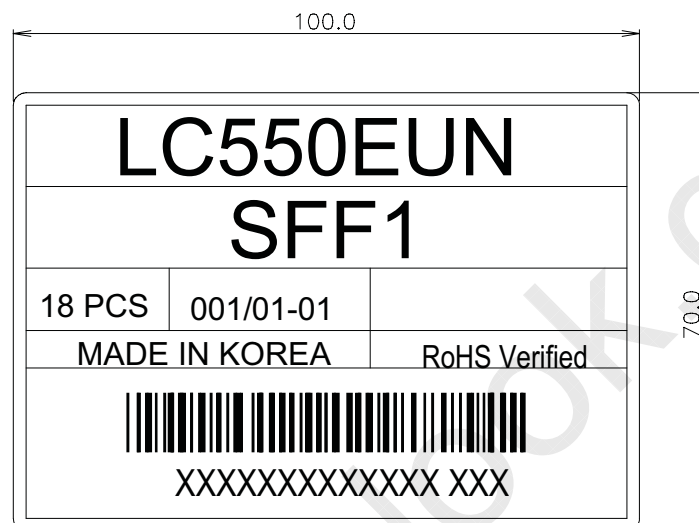 100.0
LC550EUN
SFF1
18 PCS 001/01-01
70.0
MADE IN KOREA RoHS Verified
XXXXXXXXXXXXX XXX